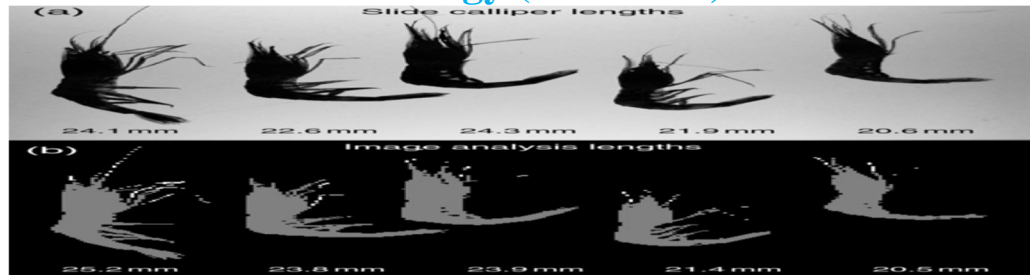 (a) Slide calliper lengths
24.1 mm 22.6 mm 24.3 mm 21.9 mm 20.6 mm
(b) Image analysis lengths
25.2 mm 23.8 mm 23.9 mm 21.4 mm 20.5 mm